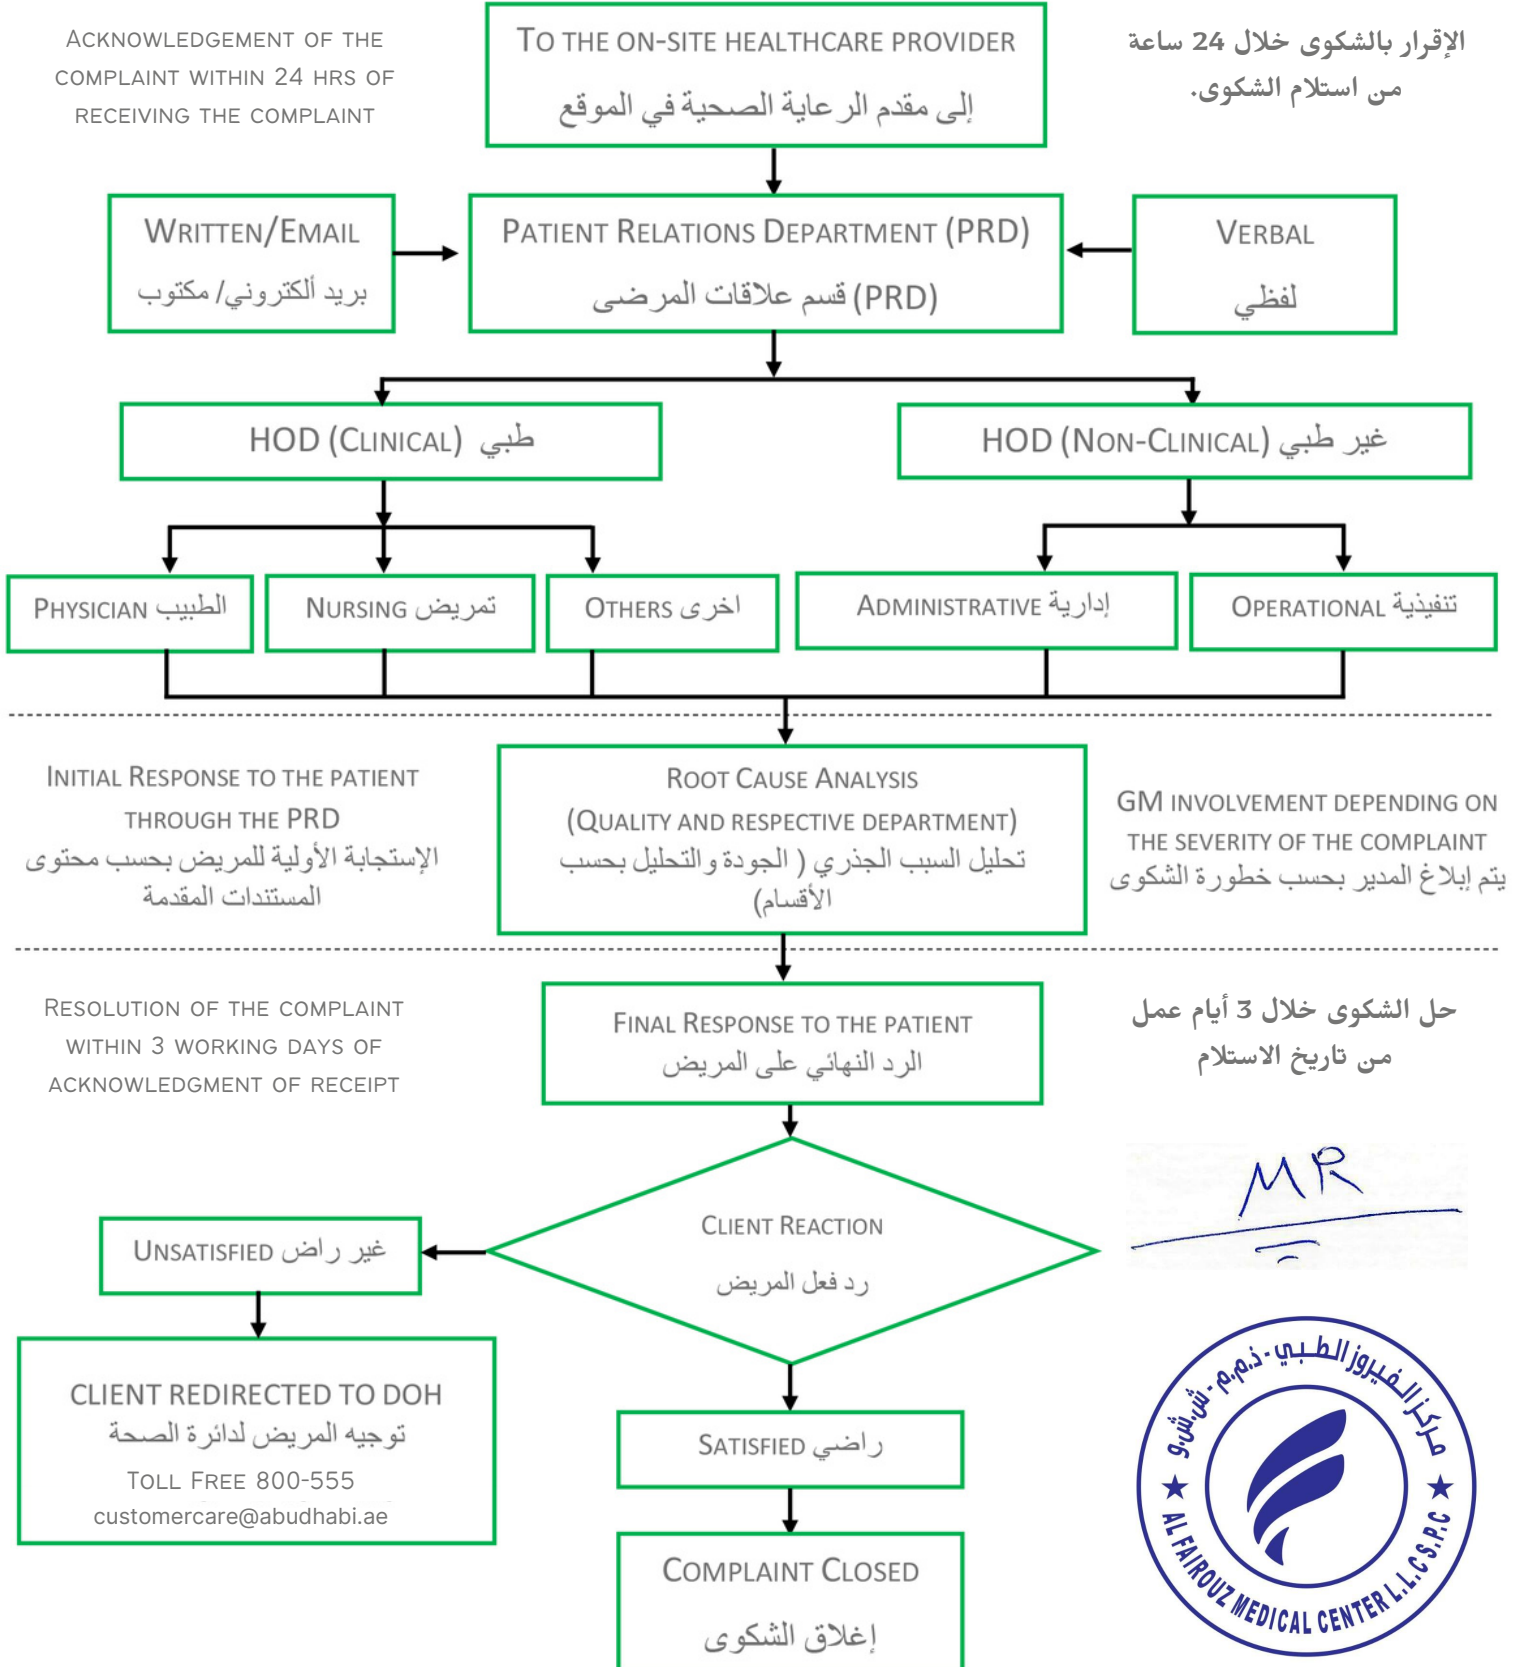 ACKNOWLEDGEMENT OF THE
COMPLAINT WITHIN 24 HRS OF
RECEIVING THE COMPLAINT
TO THE ON-SITE HEALTHCARE PROVIDER
إلى مقدم الرعاية الصحية في الموقع
الإقرار بالشكوى خلال 24 ساعة
من استلام الشكوى.
WRITTEN/EMAIL
بريد ألكتروني/ مكتوب
PATIENT RELATIONS DEPARTMENT (PRD)
قسم علاقات المرضى (PRD)
VERBAL
لفظي
HOD (CLINICAL) طبي
HOD (NON-CLINICAL) غير طبي
PHYSICIAN الطبيب
NURSING تمريض
OTHERS اخرى
ADMINISTRATIVE إدارية
OPERATIONAL تنفيذية
INITIAL RESPONSE TO THE PATIENT
THROUGH THE PRD
الإستجابة الأولية للمريض بحسب محتوى
المستندات المقدمة
ROOT CAUSE ANALYSIS
(QUALITY AND RESPECTIVE DEPARTMENT)
تحليل السبب الجذري ( الجودة والتحليل بحسب
الأقسام)
GM INVOLVEMENT DEPENDING ON
THE SEVERITY OF THE COMPLAINT
يتم إبلاغ المدير بحسب خطورة الشكوى
RESOLUTION OF THE COMPLAINT
WITHIN 3 WORKING DAYS OF
ACKNOWLEDGMENT OF RECEIPT
FINAL RESPONSE TO THE PATIENT
الرد النهائي على المريض
حل الشكوى خلال 3 أيام عمل
من تاريخ الاستلام
MR
CLIENT REACTION
رد فعل المريض
UNSATISFIED غير راض
CLIENT REDIRECTED TO DOH
توجيه المريض لدائرة الصحة
TOLL FREE 800-555
customercare@abudhabi.ae
SATISFIED راضي
COMPLAINT CLOSED
إغلاق الشكوى
مركز الفيروز الطبي - ذ.م.م - ش.ش.و
AL FAIROUZ MEDICAL CENTER L.L.C S.P.C